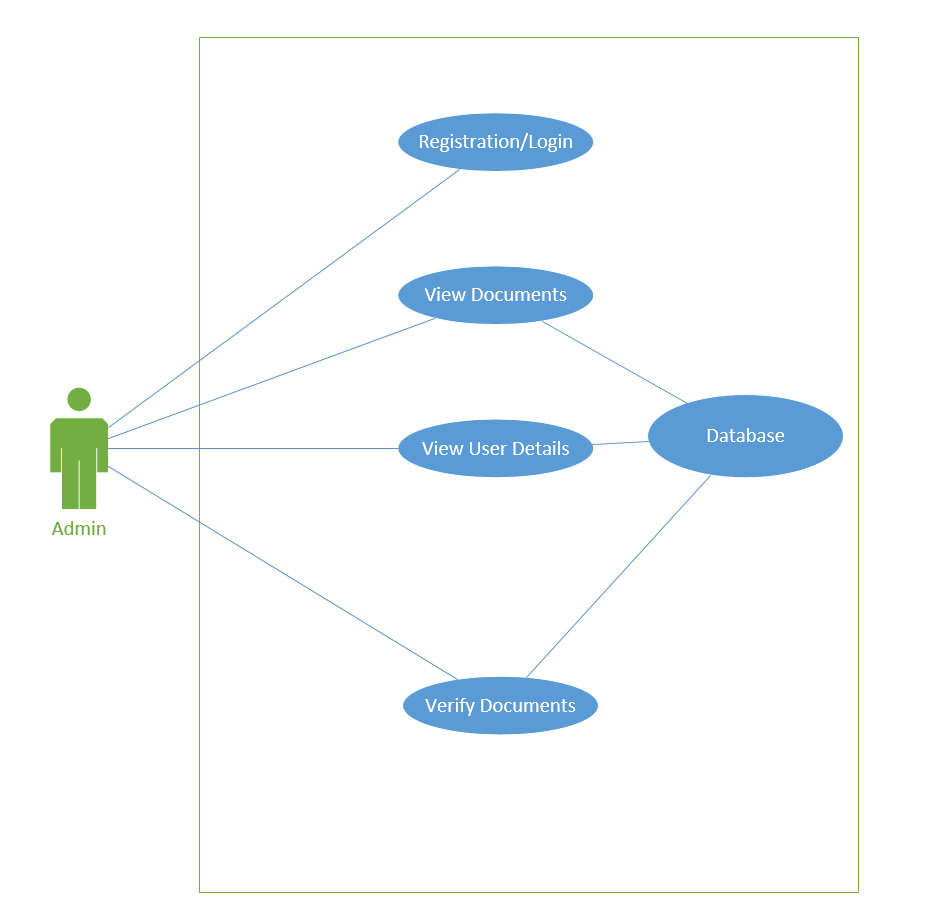 Registration/Login
View Documents
Database
View User Details
Admin
Verify Documents